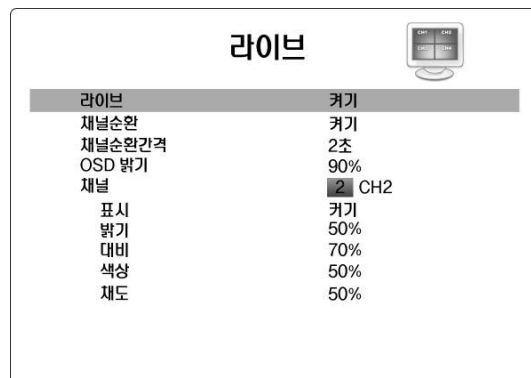 라이브
CH1 CH2
CH3 CH4
라이브 켜기
채널순환 켜기
채널순환간격 2초
OSD 밝기 90%
채널 2 CH2
표시 커기
밝기 50%
대비 70%
색상 50%
채도 50%